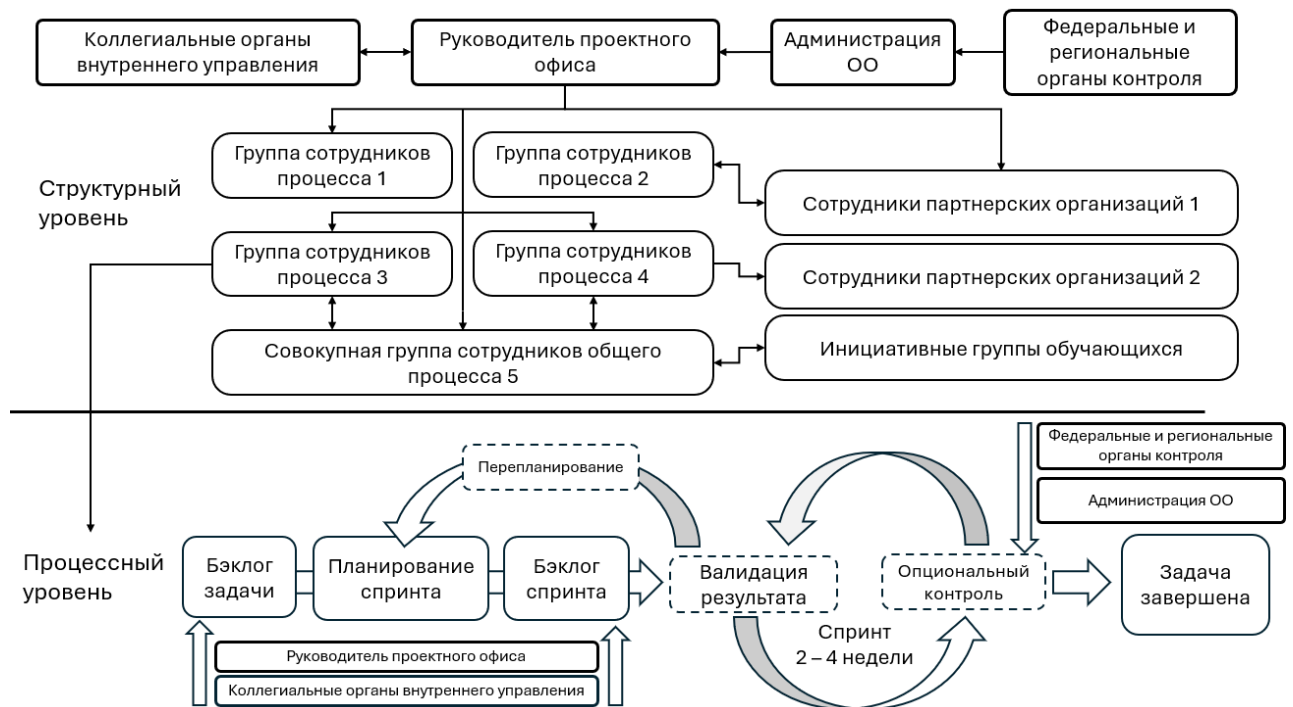 Коллегиальные органы
внутреннего управления
Руководитель проектного
офиса
Администрация
ОО
Федеральные и
региональные
органы контроля
Структурный
уровень
Группа сотрудников
процесса 1
Группа сотрудников
процесса 2
Сотрудники партнерских организаций 1
Группа сотрудников
процесса 3
Группа сотрудников
процесса 4
Сотрудники партнерских организаций 2
Совокупная группа сотрудников общего
процесса 5
Инициативные группы обучающихся
Процессный
уровень
Перепланирование
Федеральные и региональные
органы контроля
Администрация ОО
Бэклог
задачи
Планирование
спринта
Бэклог
спринта
Валидация
результата
Опциональный
контроль
Задача
завершена
Спринт
2 – 4 недели
Руководитель проектного офиса
Коллегиальные органы внутреннего управления